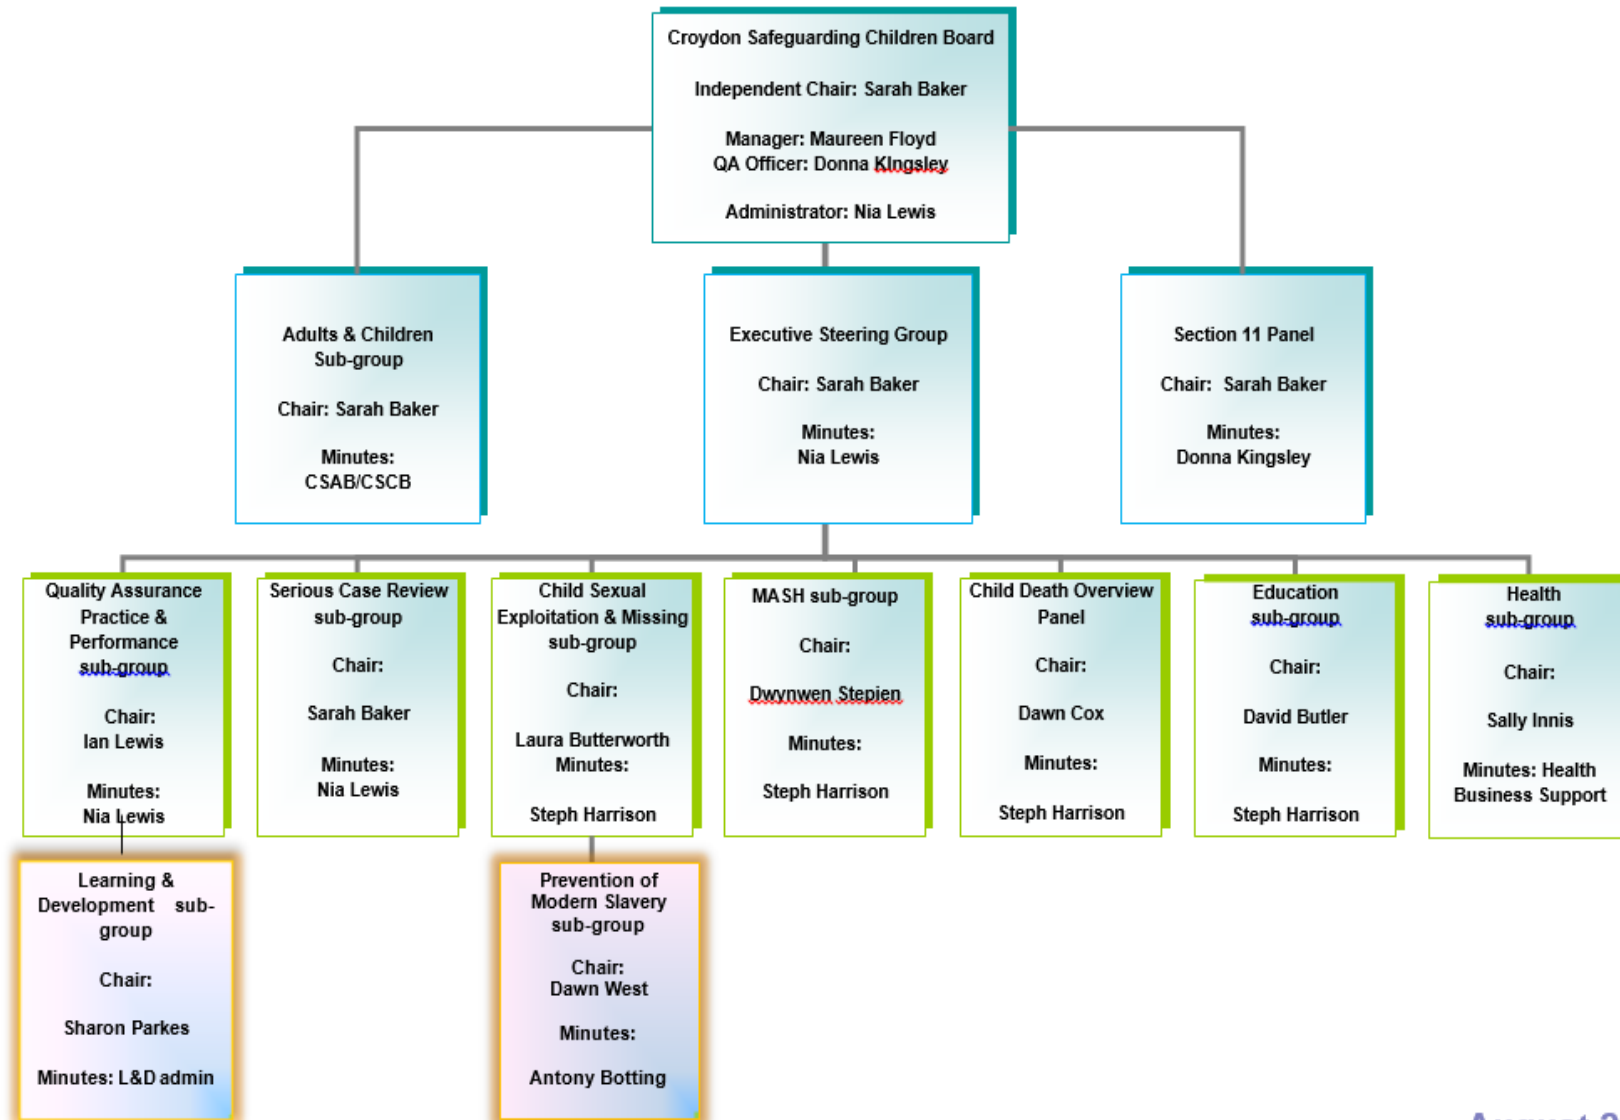 Croydon Safeguarding Children Board
Independent Chair: Sarah Baker
Manager: Maureen Floyd
QA Officer: Donna KIngsley
Administrator: Nia Lewis
Adults & Children
Sub-group
Chair: Sarah Baker
Minutes:
CSAB/CSCB
Executive Steering Group
Chair: Sarah Baker
Minutes:
Nia Lewis
Section 11 Panel
Chair: Sarah Baker
Minutes:
Donna Kingsley
Quality Assurance
Practice &
Performance
sub-group
Chair:
Ian Lewis
Minutes:
Nia Lewis
Serious Case Review
sub-group
Chair:
Sarah Baker
Minutes:
Nia Lewis
Child Sexual
Exploitation & Missing
sub-group
Chair:
Laura Butterworth
Minutes:
Steph Harrison
MASH sub-group
Chair:
Dwynwen Stepien
Minutes:
Steph Harrison
Child Death Overview
Panel
Chair:
Dawn Cox
Minutes:
Steph Harrison
Education
sub-group
Chair:
David Butler
Minutes:
Steph Harrison
Health
sub-group
Chair:
Sally Innis
Minutes: Health
Business Support
Learning &
Development sub-
group
Chair:
Sharon Parkes
Minutes: L&D admin
Prevention of
Modern Slavery
sub-group
Chair:
Dawn West
Minutes:
Antony Botting